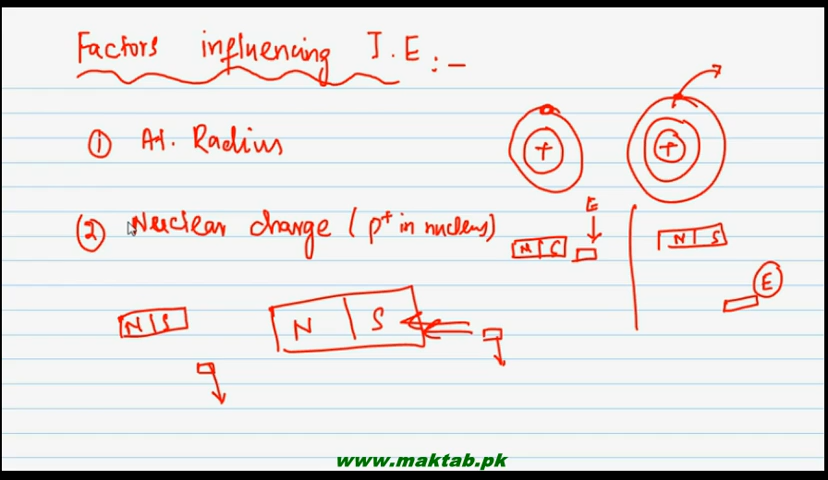 Factors influencing I.E:-
① At. Radius
+
+
② Nuclear charge (p+ in nucleus)
E
N S
N S
E
N S
N S
www.maktab.pk